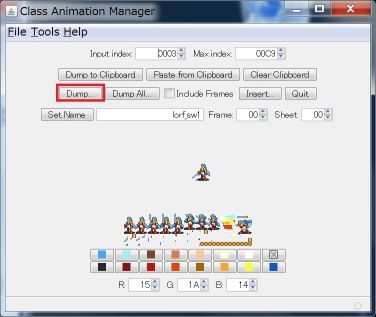 Class Animation Manager
File Tools Help
Input index: 0003 Max index: 00C9
Dump to Clipboard Paste from Clipboard Clear Clipboard
Dump... Dump All... Include Frames Insert... Quit
Set Name lorf_sw1 Frame: 00 Sheet: 00
R: 15 G: 1A B: 14